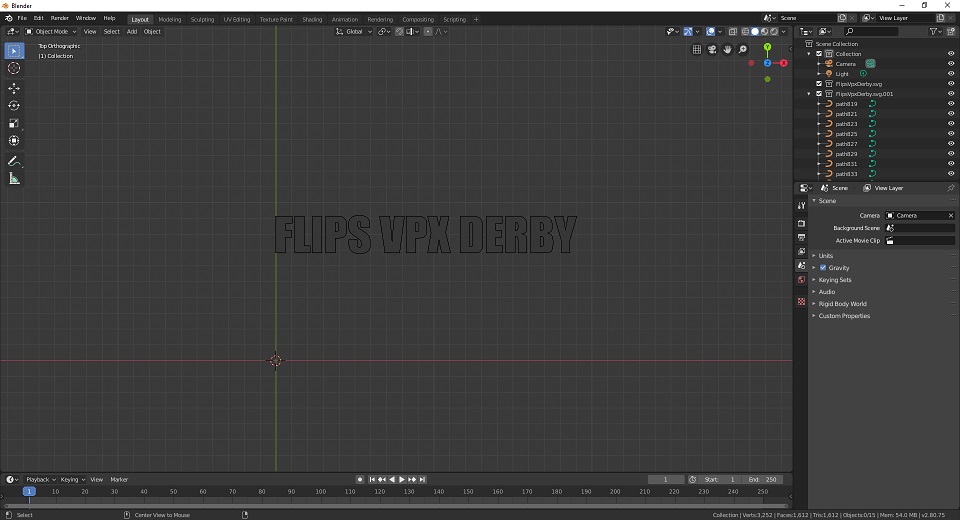 Blender
File Edit Render Window Help Layout Modeling Sculpting UV Editing Texture Paint Shading Animation Rendering Compositing Scripting + Scene View Layer
Object Mode View Select Add Object Global
Top Orthographic
(1) Collection
Y
Z X
FLIPS VPX DERBY
Scene Collection
Collection
Camera
Light
FlipsVpxDerby.svg
FlipsVpxDerby.svg.001
path819
path821
path823
path825
path827
path829
path831
path833
Scene View Layer
Scene
Camera Camera
Background Scene
Active Movie Clip
Units
Gravity
Keying Sets
Audio
Rigid Body World
Custom Properties
Playback Keying View Marker 1 Start: 1 End: 250
1 10 20 30 40 50 60 70 80 90 100 110 120 130 140 150 160 170 180 190 200 210 220 230 240 250
Select Center View to Mouse Collection | Verts:3,252 | Faces:1,612 | Tris:1,612 | Objects:0/15 | Mem: 54.0 MB | v2.80.75